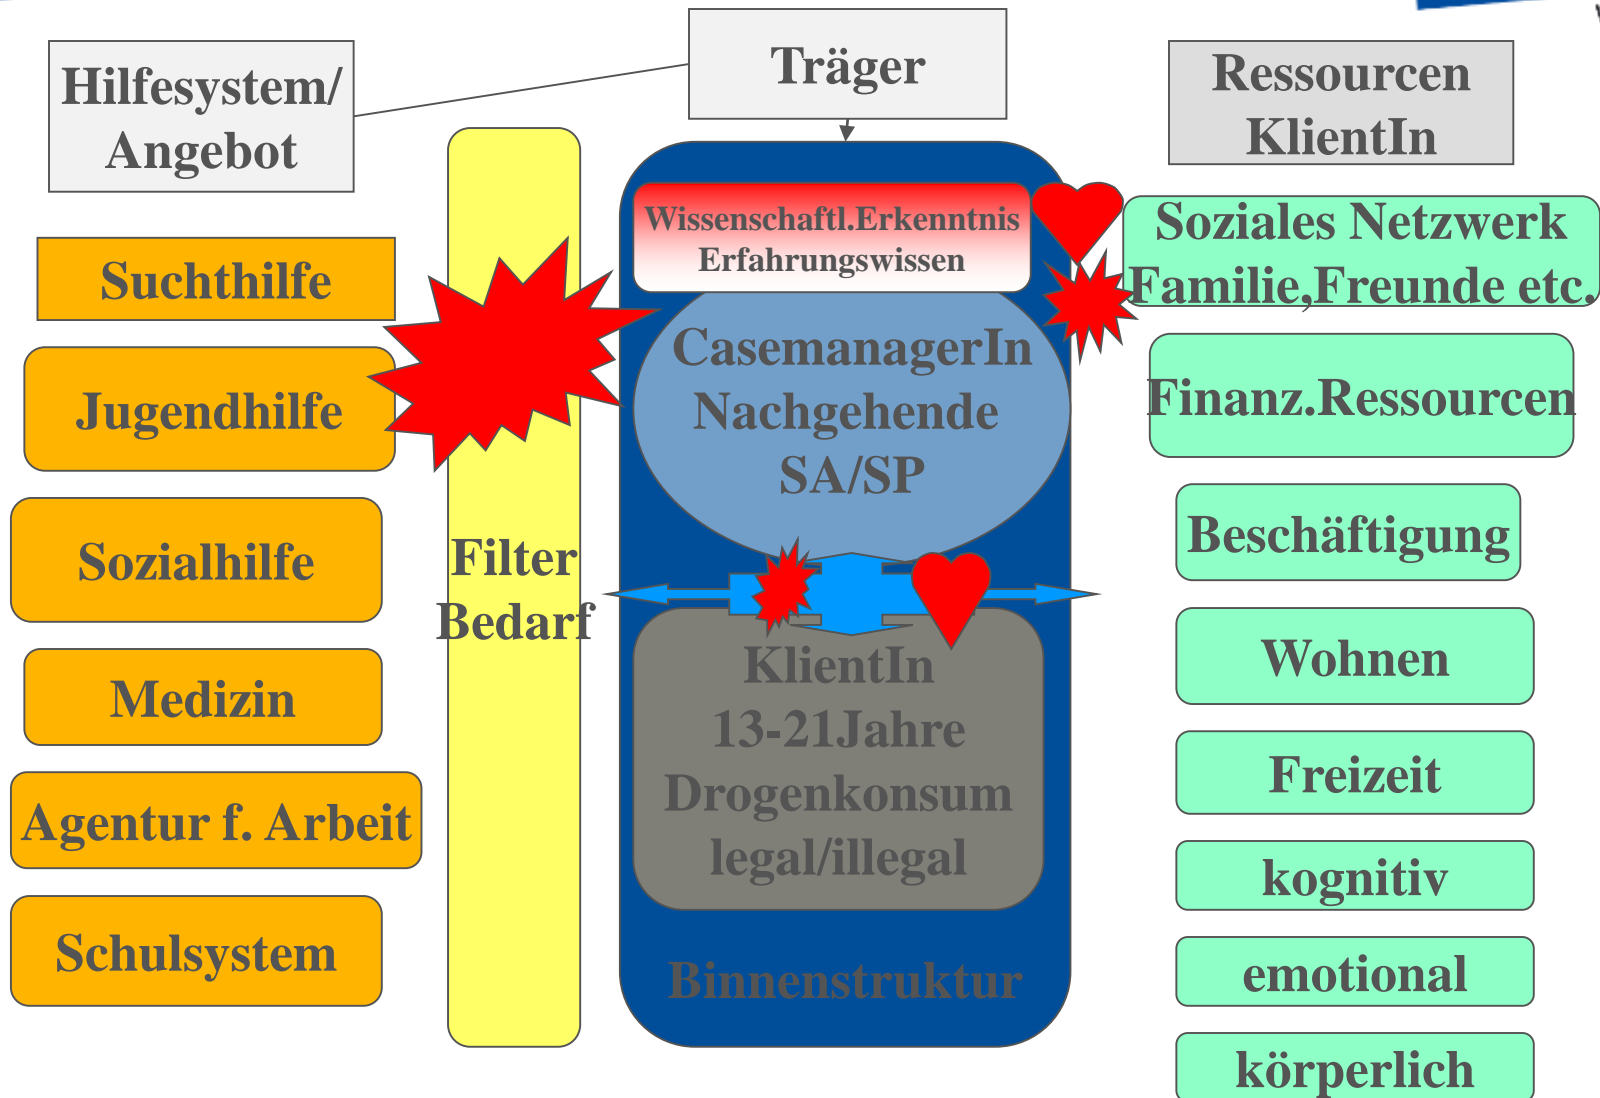 Hilfesystem/
Angebot
Träger
Ressourcen
KlientIn
Suchthilfe
Jugendhilfe
Sozialhilfe
Medizin
Agentur f. Arbeit
Schulsystem
Filter
Bedarf
Wissenschaftl.Erkenntnis
Erfahrungswissen
CasemanagerIn
Nachgehende
SA/SP
KlientIn
13-21Jahre
Drogenkonsum
legal/illegal
Binnenstruktur
Soziales Netzwerk
Familie,Freunde etc.
Finanz.Ressourcen
Beschäftigung
Wohnen
Freizeit
kognitiv
emotional
körperlich